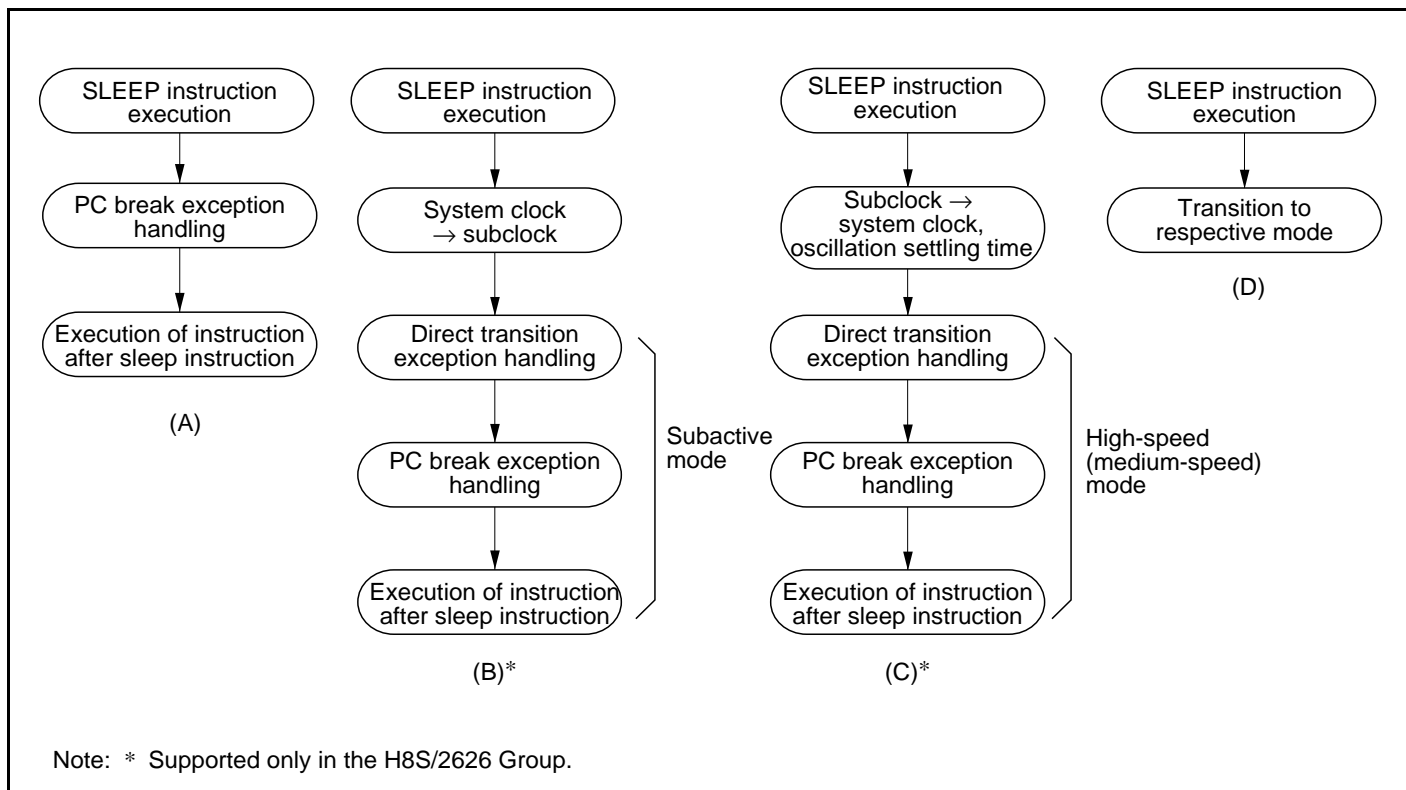 SLEEP instruction
execution
PC break exception
handling
Execution of instruction
after sleep instruction
(A)
SLEEP instruction
execution
System clock
→ subclock
Direct transition
exception handling
PC break exception
handling
Execution of instruction
after sleep instruction
Subactive
mode
(B)*
SLEEP instruction
execution
Subclock →
system clock,
oscillation settling time
Direct transition
exception handling
PC break exception
handling
Execution of instruction
after sleep instruction
High-speed
(medium-speed)
mode
(C)*
SLEEP instruction
execution
Transition to
respective mode
(D)
Note: * Supported only in the H8S/2626 Group.